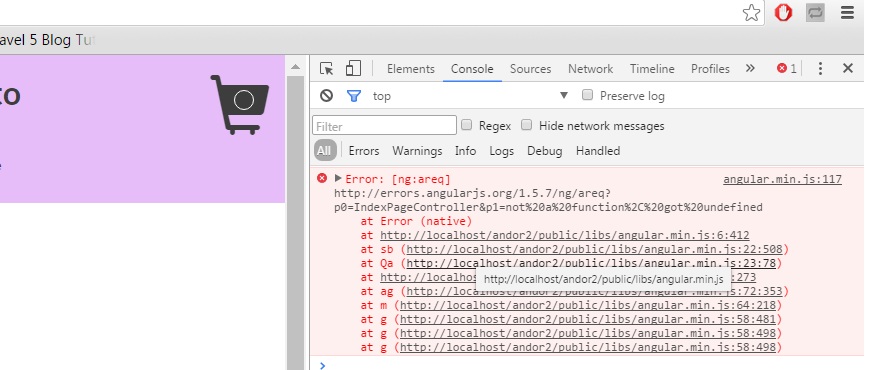 avel 5 Blog Tut
to
e
Elements Console Sources Network Timeline Profiles » 1
top Preserve log
Filter Regex Hide network messages
All Errors Warnings Info Logs Debug Handled
Error: [ng:areq] angular.min.js:117
http://errors.angularjs.org/1.5.7/ng/areq?
p0=IndexPageController&p1=not%20a%20function%2C%20got%20undefined
at Error (native)
at http://localhost/andor2/public/libs/angular.min.js:6:412
at sb (http://localhost/andor2/public/libs/angular.min.js:22:508)
at Qa (http://localhost/andor2/public/libs/angular.min.js:23:78)
at http://localhost :273
http://localhost/andor2/public/libs/angular.min.js
at ag (http://localhost/andor2/public/libs/angular.min.js:72:353)
at m (http://localhost/andor2/public/libs/angular.min.js:64:218)
at g (http://localhost/andor2/public/libs/angular.min.js:58:481)
at g (http://localhost/andor2/public/libs/angular.min.js:58:498)
at g (http://localhost/andor2/public/libs/angular.min.js:58:498)